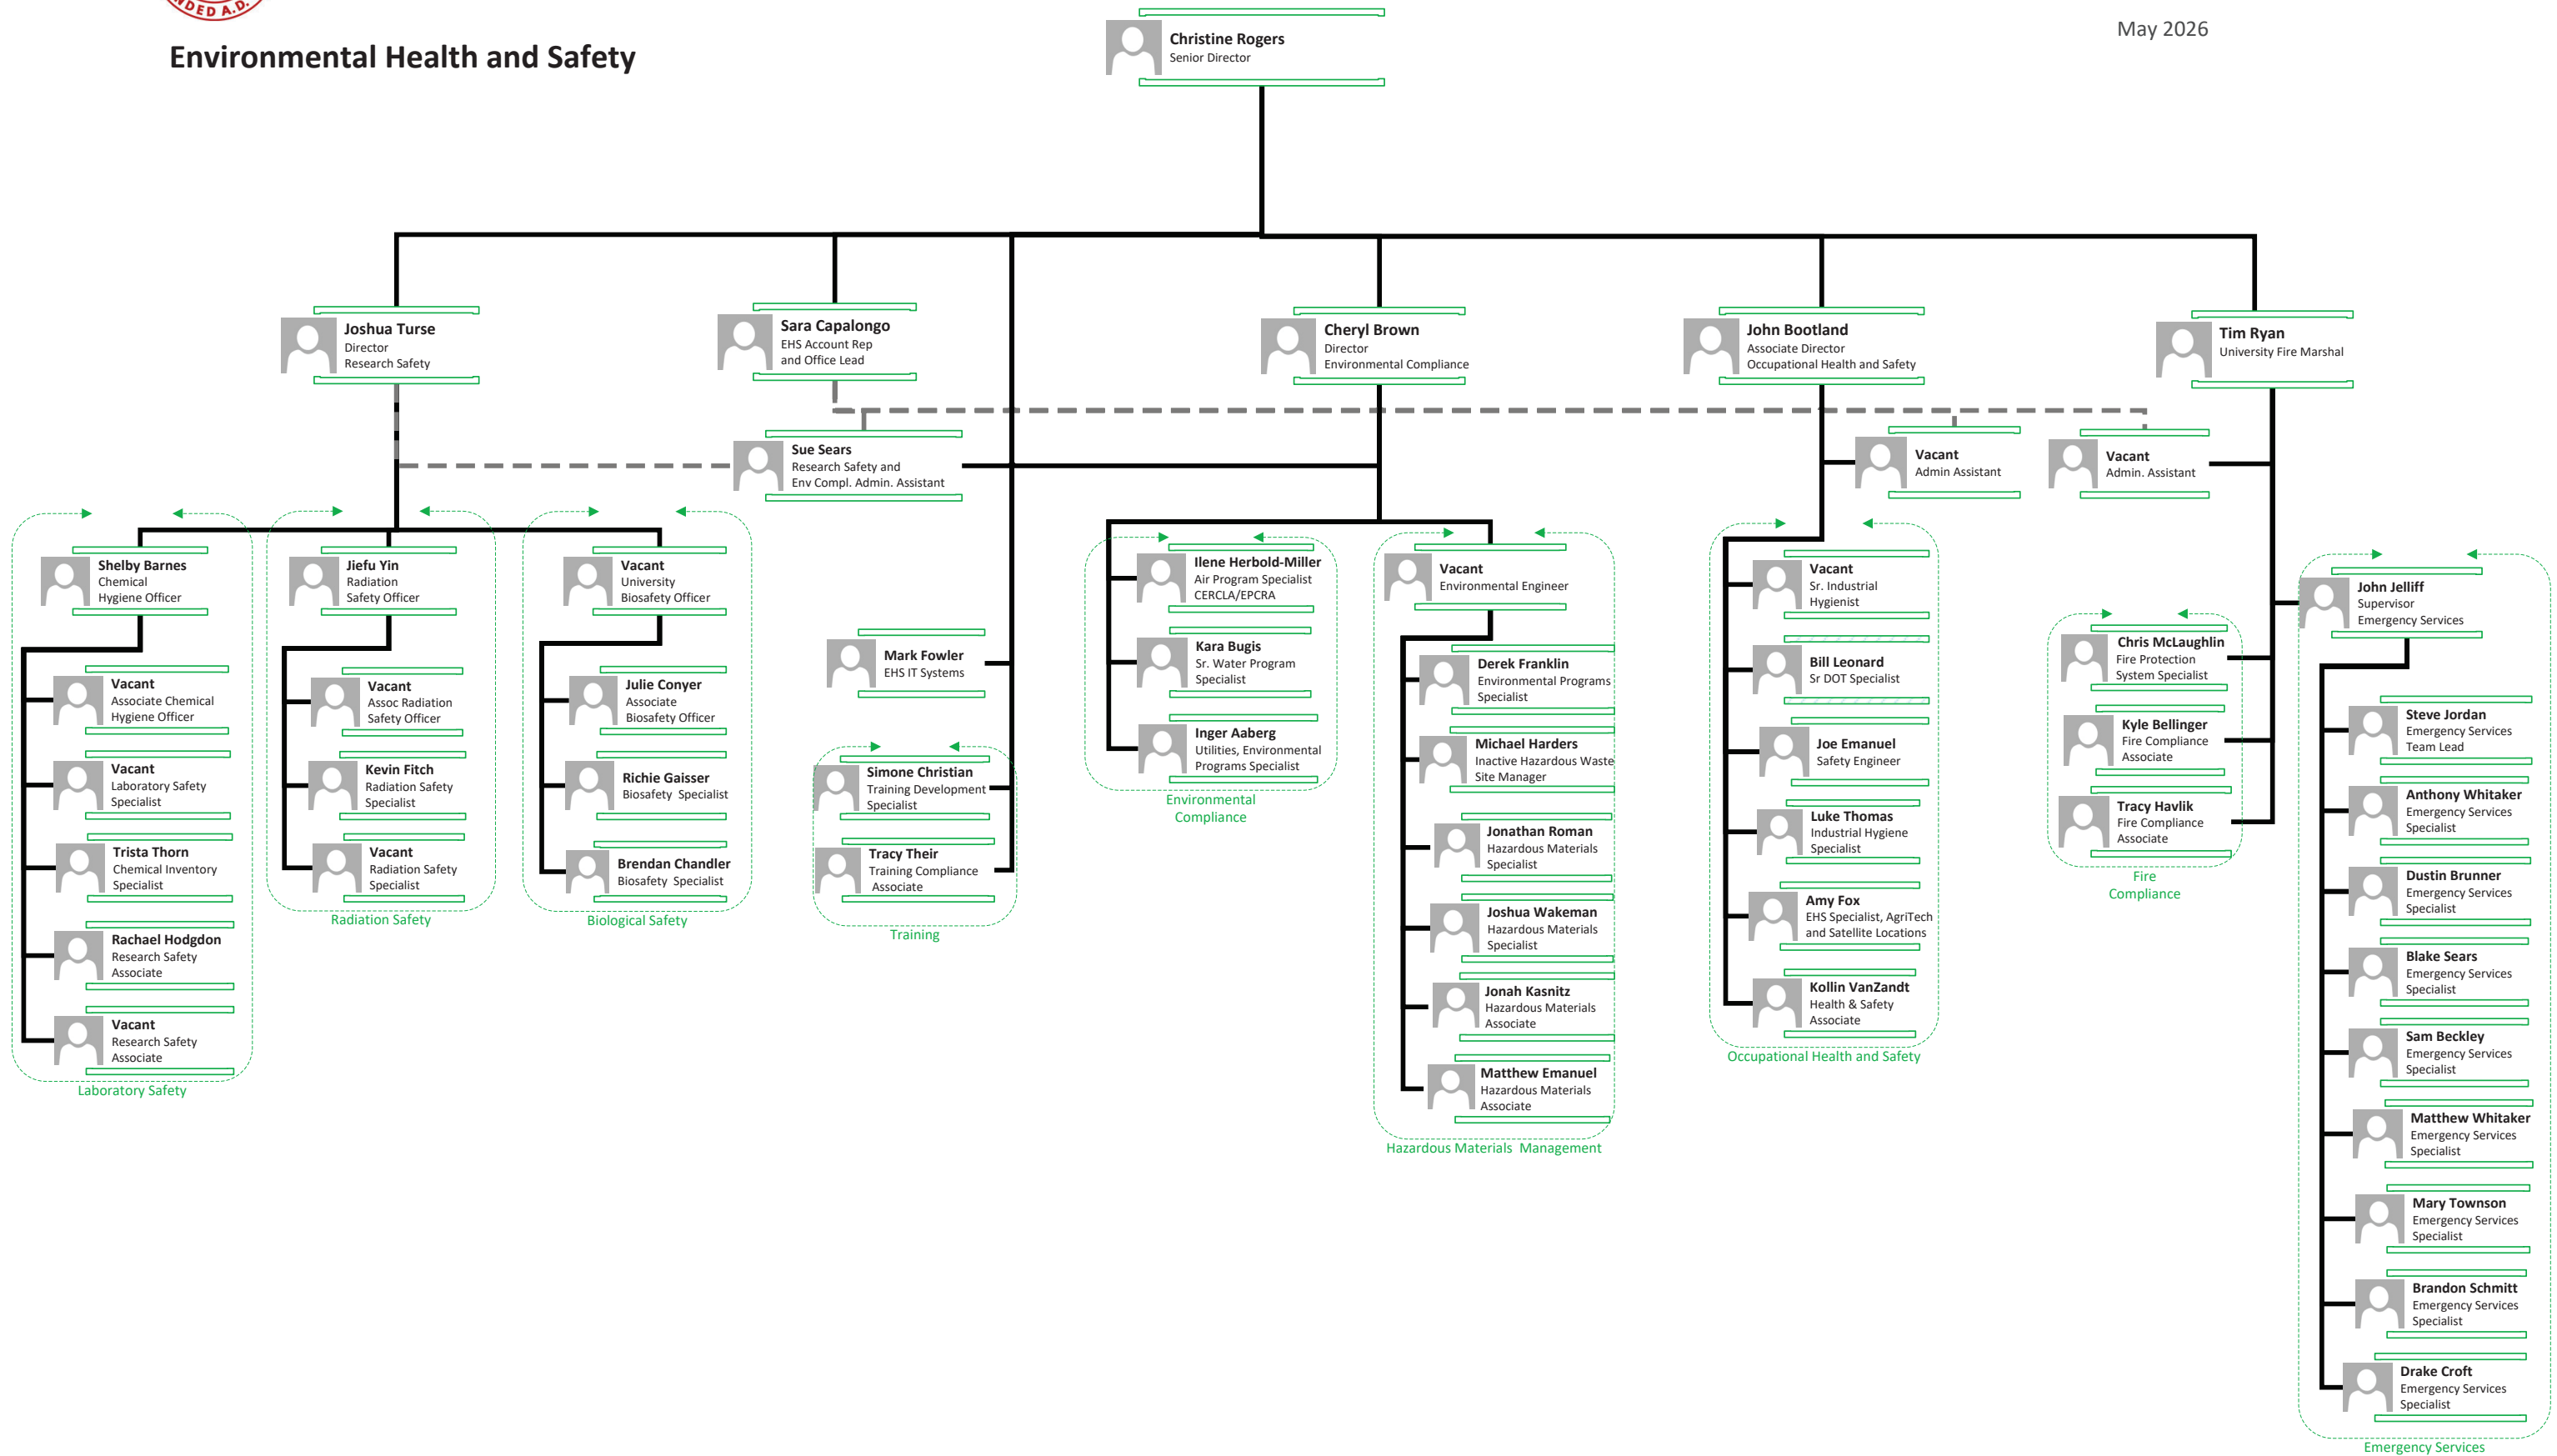 NDED A.D.
Environmental Health and Safety
May 2026
Christine Rogers
Senior Director
Joshua Turse
Director
Research Safety
Sara Capalongo
EHS Account Rep
and Office Lead
Cheryl Brown
Director
Environmental Compliance
John Bootland
Associate Director
Occupational Health and Safety
Tim Ryan
University Fire Marshal
Sue Sears
Research Safety and
Env Compl. Admin. Assistant
Vacant
Admin Assistant
Vacant
Admin. Assistant
Shelby Barnes
Chemical
Hygiene Officer
Vacant
Associate Chemical
Hygiene Officer
Vacant
Laboratory Safety
Specialist
Trista Thorn
Chemical Inventory
Specialist
Rachael Hodgdon
Research Safety
Associate
Vacant
Research Safety
Associate
Laboratory Safety
Jiefu Yin
Radiation
Safety Officer
Vacant
Assoc Radiation
Safety Officer
Kevin Fitch
Radiation Safety
Specialist
Vacant
Radiation Safety
Specialist
Radiation Safety
Vacant
University
Biosafety Officer
Julie Conyer
Associate
Biosafety Officer
Richie Gaisser
Biosafety Specialist
Brendan Chandler
Biosafety Specialist
Biological Safety
Mark Fowler
EHS IT Systems
Simone Christian
Training Development
Specialist
Tracy Their
Training Compliance
Associate
Training
Ilene Herbold-Miller
Air Program Specialist
CERCLA/EPCRA
Kara Bugis
Sr. Water Program
Specialist
Inger Aaberg
Utilities, Environmental
Programs Specialist
Environmental
Compliance
Vacant
Environmental Engineer
Derek Franklin
Environmental Programs
Specialist
Michael Harders
Inactive Hazardous Waste
Site Manager
Jonathan Roman
Hazardous Materials
Specialist
Joshua Wakeman
Hazardous Materials
Specialist
Jonah Kasnitz
Hazardous Materials
Associate
Matthew Emanuel
Hazardous Materials
Associate
Hazardous Materials Management
Vacant
Sr. Industrial
Hygienist
Bill Leonard
Sr DOT Specialist
Joe Emanuel
Safety Engineer
Luke Thomas
Industrial Hygiene
Specialist
Amy Fox
EHS Specialist, AgriTech
and Satellite Locations
Kollin VanZandt
Health & Safety
Associate
Occupational Health and Safety
Chris McLaughlin
Fire Protection
System Specialist
Kyle Bellinger
Fire Compliance
Associate
Tracy Havlik
Fire Compliance
Associate
Fire
Compliance
John Jelliff
Supervisor
Emergency Services
Steve Jordan
Emergency Services
Team Lead
Anthony Whitaker
Emergency Services
Specialist
Dustin Brunner
Emergency Services
Specialist
Blake Sears
Emergency Services
Specialist
Sam Beckley
Emergency Services
Specialist
Matthew Whitaker
Emergency Services
Specialist
Mary Townson
Emergency Services
Specialist
Brandon Schmitt
Emergency Services
Specialist
Drake Croft
Emergency Services
Specialist
Emergency Services